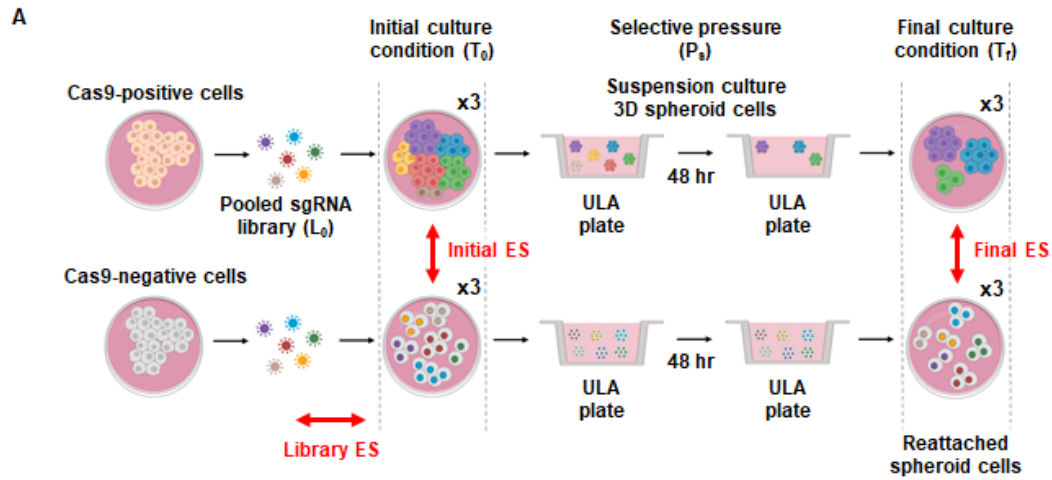 A
Initial culture
condition (T₀)
Selective pressure
(Pₛ)
Final culture
condition (T_f)
Cas9-positive cells
x3
Suspension culture
3D spheroid cells
x3
48 hr
Pooled sgRNA
library (L₀)
ULA
plate
ULA
plate
Initial ES
Final ES
Cas9-negative cells
x3
x3
48 hr
ULA
plate
ULA
plate
Library ES
Reattached
spheroid cells